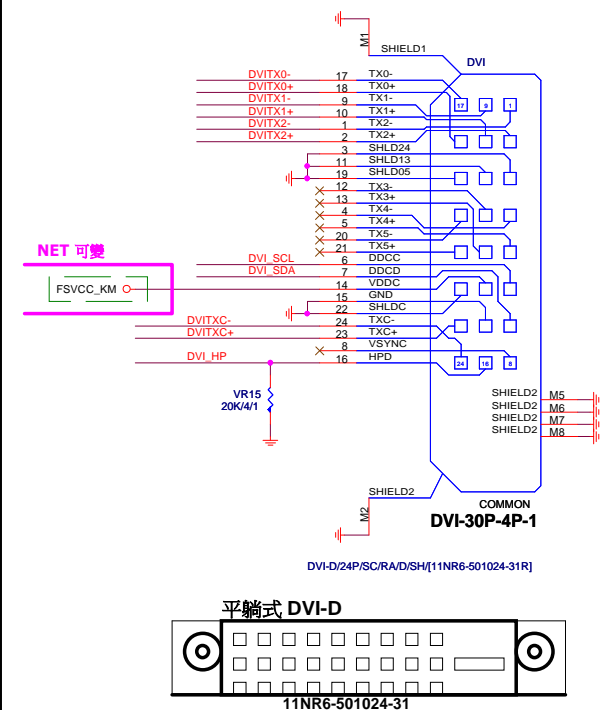 M1
SHIELD1
DVI
DVITX0- 17 TX0-
DVITX0+ 18 TX0+
DVITX1- 9 TX1-
DVITX1+ 10 TX1+
DVITX2- 1 TX2-
DVITX2+ 2 TX2+
3 SHLD24
11 SHLD13
19 SHLD05
12 TX3-
13 TX3+
4 TX4-
5 TX4+
20 TX5-
21 TX5+
DVI_SCL 6 DDCC
DVI_SDA 7 DDCD
14 VDDC
15 GND
22 SHLDC
DVITXC- 24 TXC-
DVITXC+ 23 TXC+
8 VSYNC
DVI_HP 16 HPD
17 9 1
24 16 8
NET 可變
FSVCC_KM
VR15
20K/4/1
SHIELD2 M5
SHIELD2 M6
SHIELD2 M7
SHIELD2 M8
SHIELD2
M2
COMMON
DVI-30P-4P-1
DVI-D/24P/SC/RA/D/SH/[11NR6-501024-31R]
平躺式 DVI-D
11NR6-501024-31